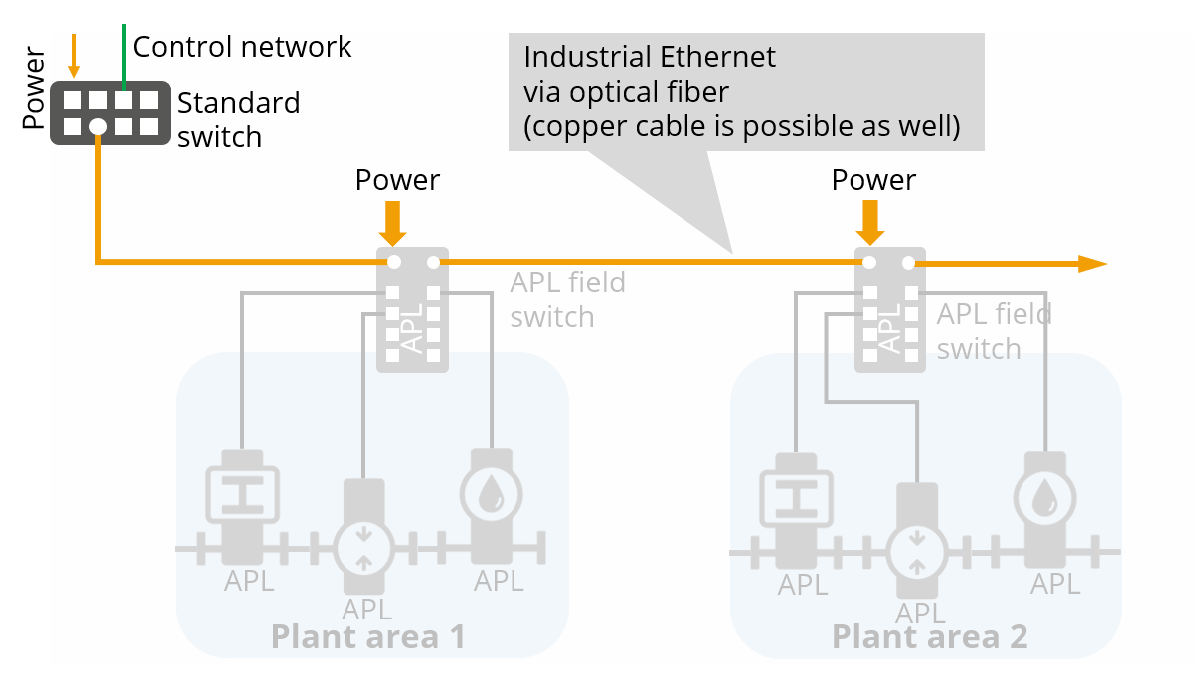 Power
Control network
Standard
switch
Industrial Ethernet
via optical fiber
(copper cable is possible as well)
Power
Power
APL field
switch
APL
APL field
switch
APL
APL
APL
APL
Plant area 1
APL
APL
APL
Plant area 2